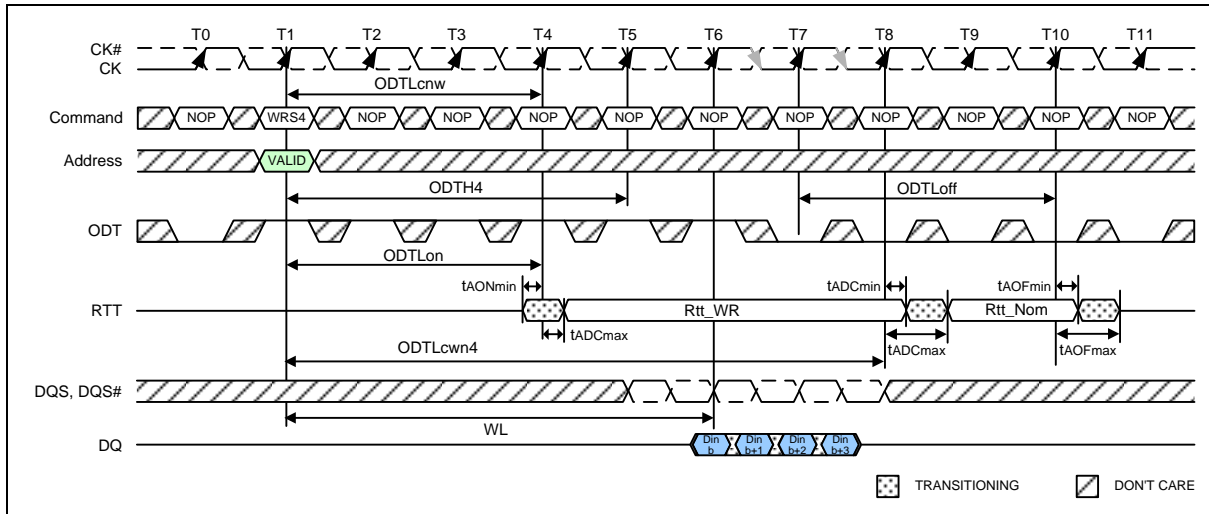 T0 T1 T2 T3 T4 T5 T6 T7 T8 T9 T10 T11
CK#
CK
ODTLcnw
Command NOP WRS4 NOP NOP NOP NOP NOP NOP NOP NOP NOP NOP
Address VALID
ODTH4 ODTLoff
ODT
ODTLon
tAONmin tADCmin tAOFmin
RTT Rtt_WR Rtt_Nom
tADCmax tADCmax tAOFmax
ODTLcwn4
DQS, DQS#
WL
DQ Din b Din b+1 Din b+2 Din b+3
TRANSITIONING DON'T CARE